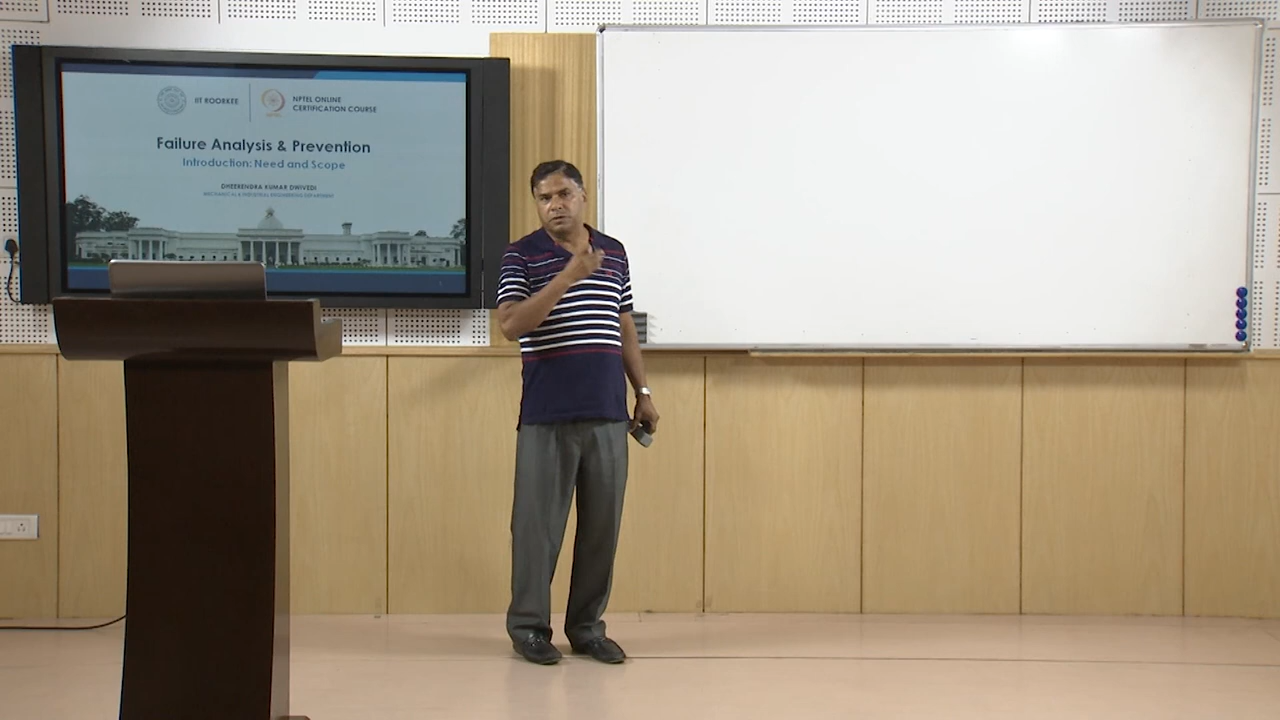 IIT ROORKEE
NPTEL ONLINE
CERTIFICATION COURSE
Failure Analysis & Prevention
Introduction: Need and Scope
DHEERENDRA KUMAR DWIVEDI
MECHANICAL & INDUSTRIAL ENGINEERING DEPARTMENT